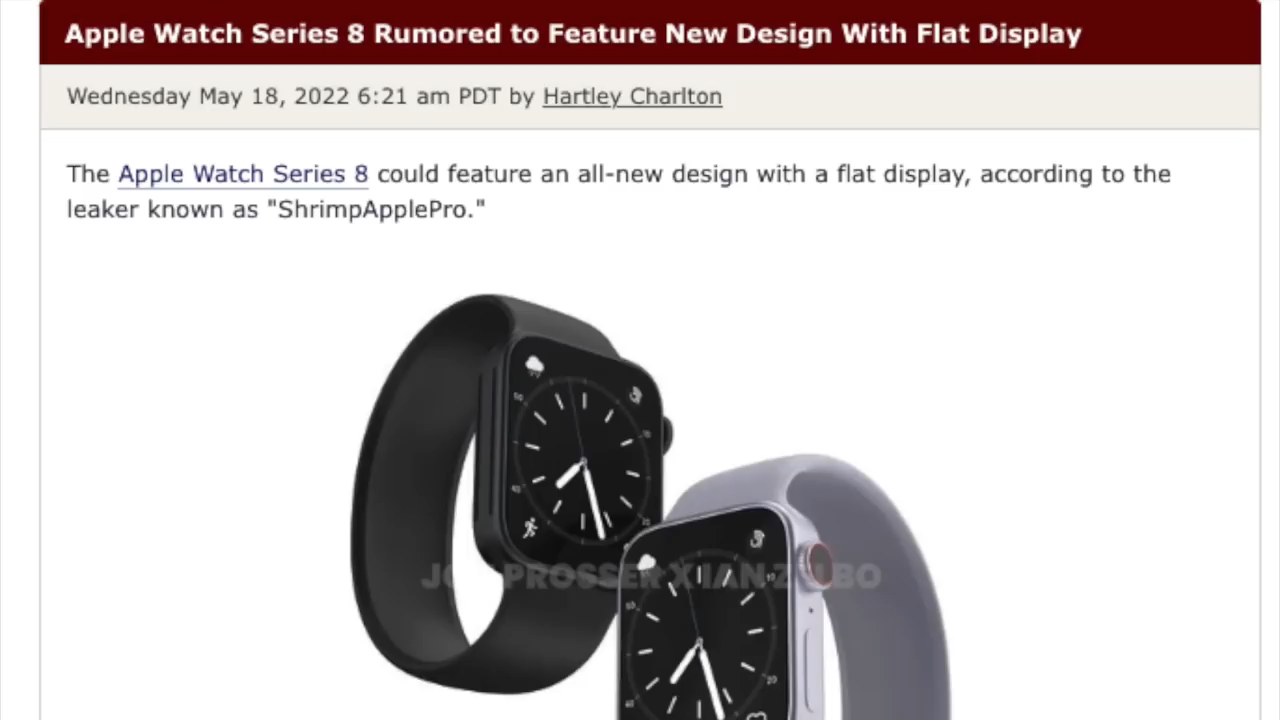 Apple Watch Series 8 Rumored to Feature New Design With Flat Display
Wednesday May 18, 2022 6:21 am PDT by Hartley Charlton
The Apple Watch Series 8 could feature an all-new design with a flat display, according to the
leaker known as "ShrimpApplePro."
PROSSER X IAN